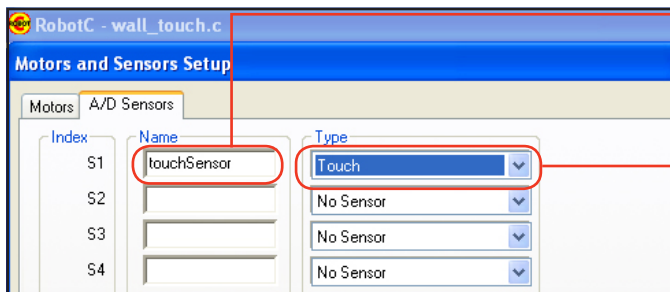 RobotC - wall_touch.c
Motors and Sensors Setup
Motors A/D Sensors
Index Name Type
S1 touchSensor Touch
S2 No Sensor
S3 No Sensor
S4 No Sensor